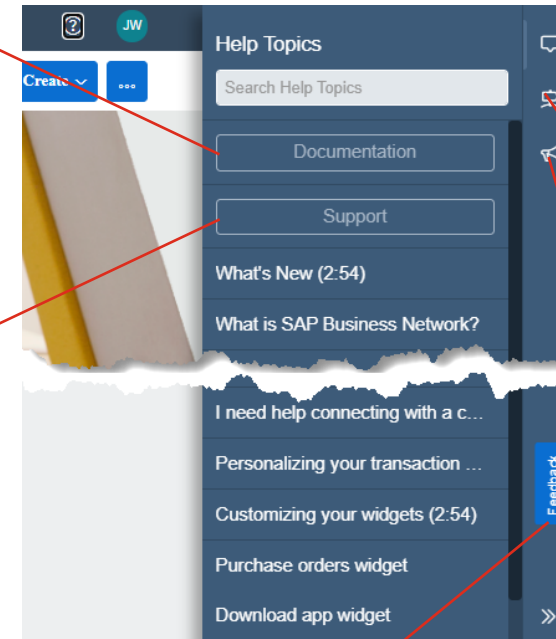 ?
JW
Help Topics
Create
...
Search Help Topics
Documentation
Support
What's New (2:54)
What is SAP Business Network?
I need help connecting with a c...
Personalizing your transaction ...
Customizing your widgets (2:54)
Feedback
Purchase orders widget
Download app widget